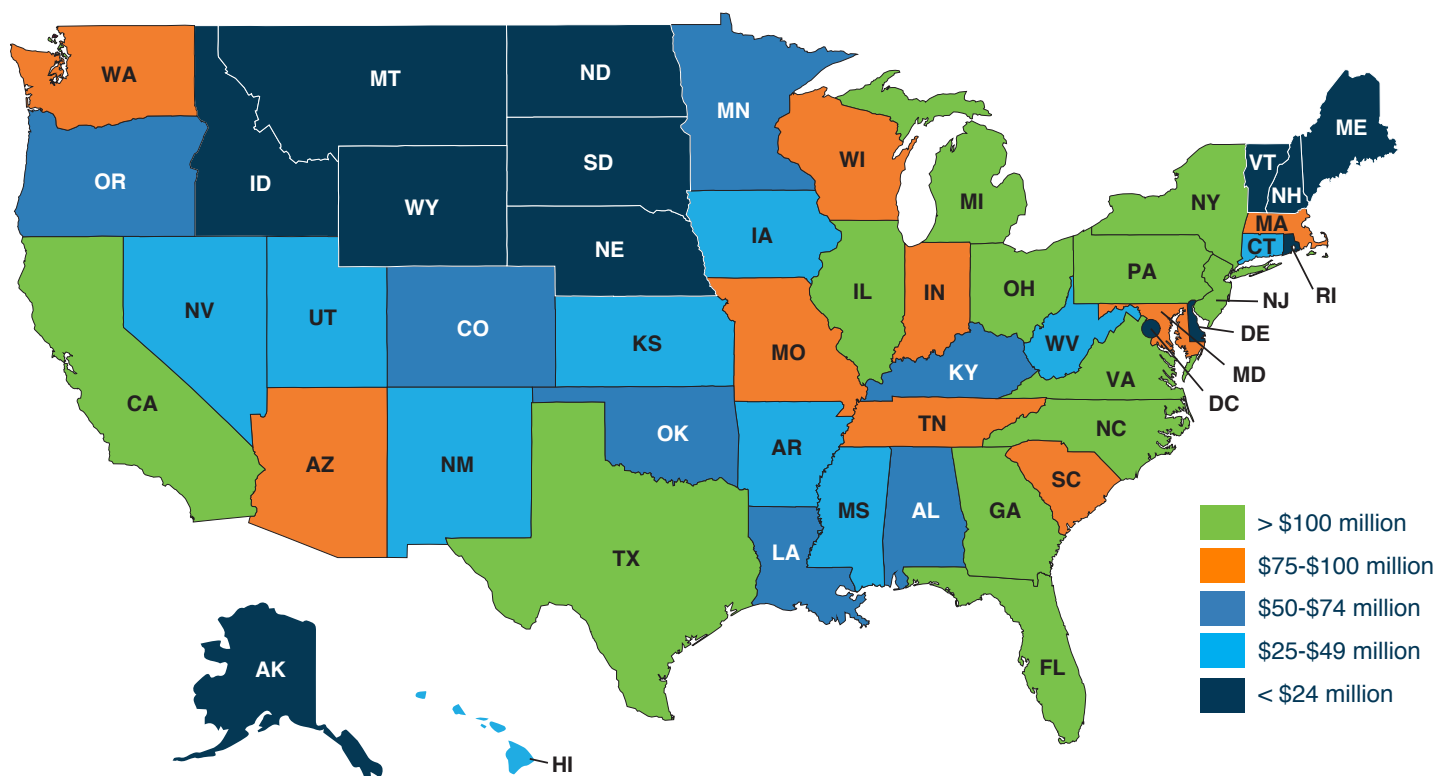 WA
MT
ND
MN
OR
ID
SD
WY
WI
MI
NY
VT
NH
ME
MA
CT
RI
NV
UT
CO
NE
IA
IL
IN
OH
PA
NJ
DE
MD
DC
CA
KS
MO
KY
WV
VA
AZ
NM
OK
AR
TN
NC
SC
TX
LA
MS
AL
GA
FL
AK
HI
> $100 million
$75-$100 million
$50-$74 million
$25-$49 million
< $24 million